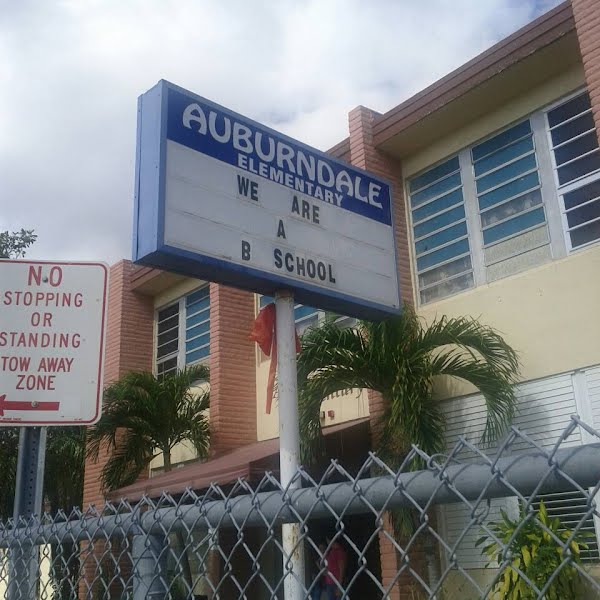 AUBURNDALE
ELEMENTARY
WE ARE
A
B SCHOOL
NO
STOPPING
OR
STANDING
TOW AWAY
ZONE